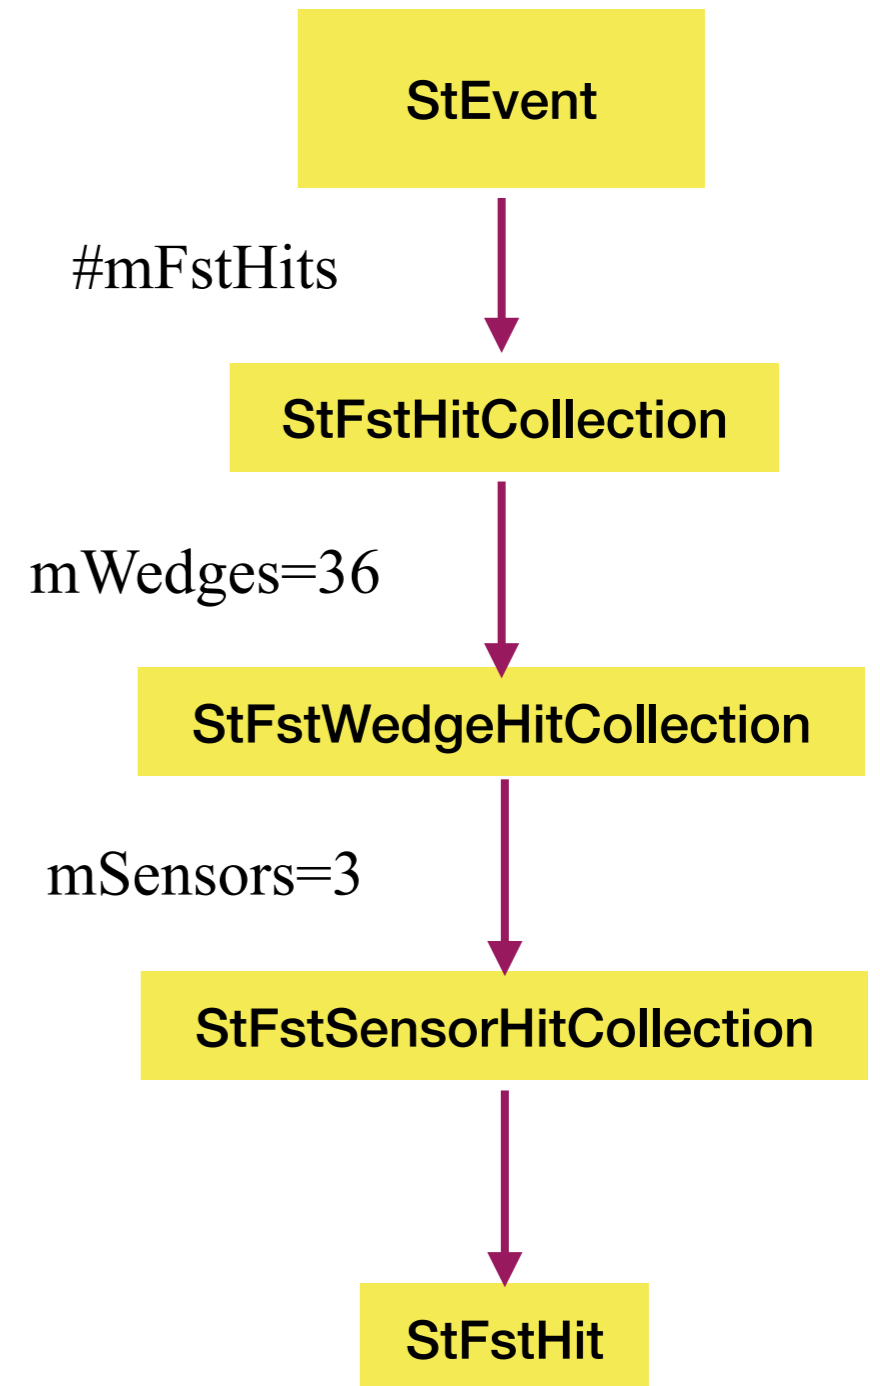 StEvent
#mFstHits
StFstHitCollection
mWedges=36
StFstWedgeHitCollection
mSensors=3
StFstSensorHitCollection
StFstHit